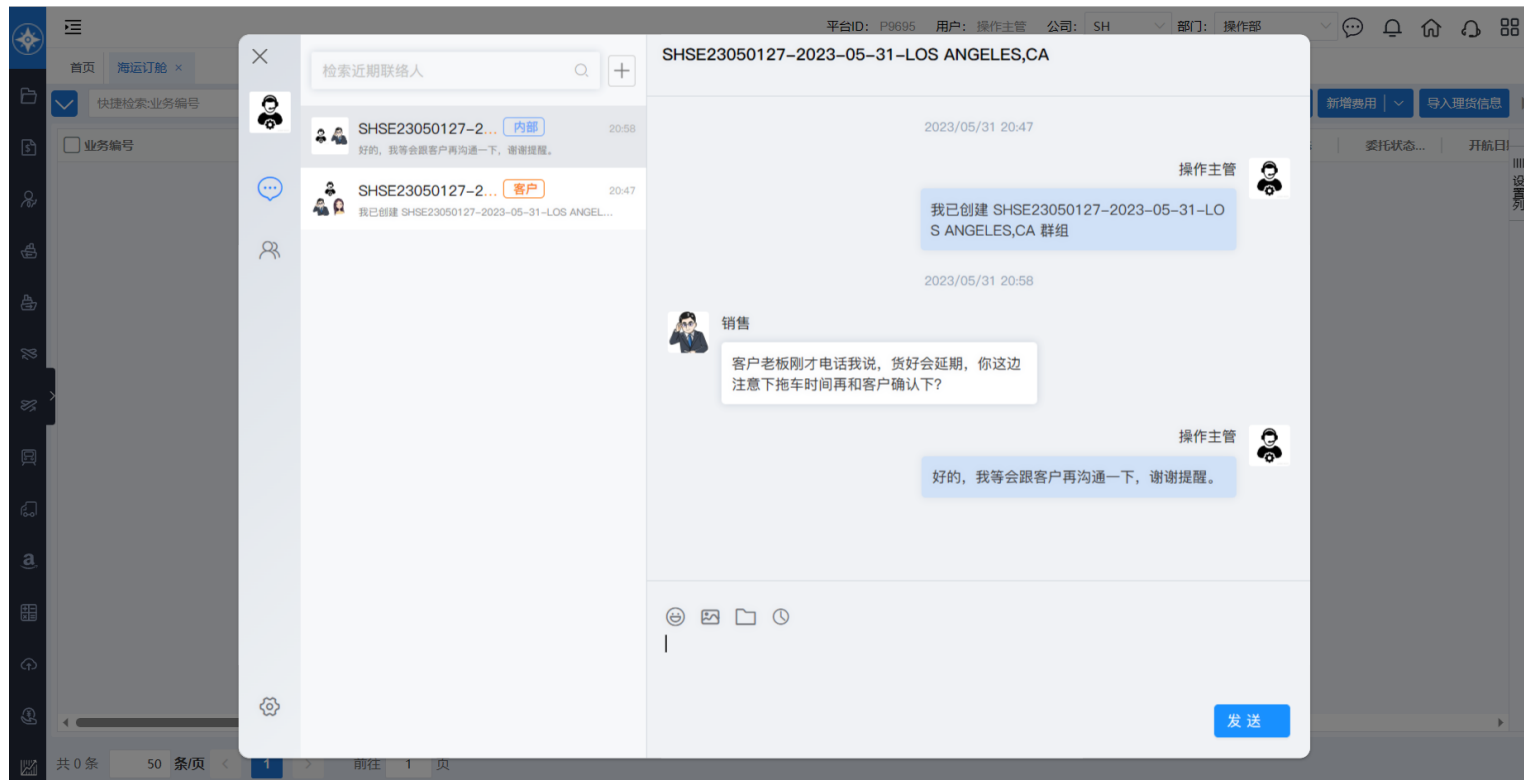 平台ID: P9695 用户: 操作主管 公司: SH 部门: 操作部
首页 海运订舱 ×
快捷检索:业务编号
新增费用 导入理货信息
业务编号
委托状态... 开航日
设置列
检索近期联络人
SHSE23050127-2... 内部 20:58
好的，我等会跟客户再沟通一下，谢谢提醒。
SHSE23050127-2... 客户 20:47
我已创建 SHSE23050127-2023-05-31-LOS ANGEL...
SHSE23050127-2023-05-31-LOS ANGELES,CA
2023/05/31 20:47
操作主管
我已创建 SHSE23050127-2023-05-31-LO
S ANGELES,CA 群组
2023/05/31 20:58
销售
客户老板刚才电话我说，货好会延期，你这边
注意下拖车时间再和客户确认下?
操作主管
好的，我等会跟客户再沟通一下，谢谢提醒。
发 送
共 0 条 50 条/页 < 1 > 前往 1 页